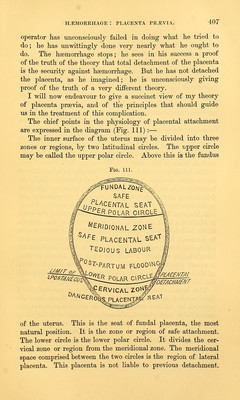 HÆMORRHAGE: PLACENTA PRÆVIA. 407
operator has unconsciously failed in doing what he tried to
do; he has unwittingly done very nearly what he ought to
do. The hæmorrhage stops; he sees in his success a proof
of the truth of the theory that total detachment of the placenta
is the security against hæmorrhage. But he has not detached
the placenta, as he imagined; he is unconsciously giving
proof of the truth of a very different theory.
I will now endeavour to give a succinct view of my theory
of placenta prævia, and of the principles that should guide
us in the treatment of this complication.
The chief points in the physiology of placental attachment
are expressed in the diagram (Fig. 111):—
The inner surface of the uterus may be divided into three
zones or regions, by two latitudinal circles. The upper circle
may be called the upper polar circle. Above this is the fundus
FIG. 111.
FUNDAL ZONE
SAFE
PLACENTAL SEAT
UPPER POLAR CIRCLE
MERIDIONAL ZONE
SAFE PLACENTAL SEAT
TEDIOUS LABOUR
POST-PARTUM FLOODING
LIMIT OF SPONTANEOUS
LOWER POLAR CIRCLE
PLACENTAL DETACHMENT
CERVICAL ZONE
DANGEROUS PLACENTAL SEAT
of the uterus. This is the seat of fundal placenta, the most
natural position. It is the zone or region of safe attachment.
The lower circle is the lower polar circle. It divides the cer-
vical zone or region from the meridional zone. The meridional
space comprised between the two circles is the region of lateral
placenta. This placenta is not liable to previous detachment.